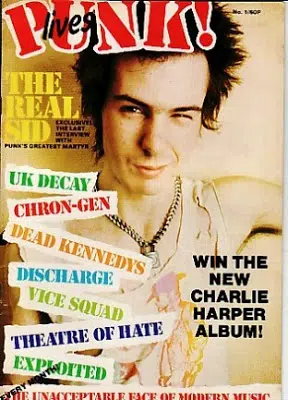 PUNK!
lives
No. 1/60P
THE
REAL
SID
EXCLUSIVE!
THE LAST
INTERVIEW
WITH
PUNK'S GREATEST MARTYR
UK DECAY
CHRON-GEN
DEAD KENNEDYS
DISCHARGE
VICE SQUAD
THEATRE OF HATE
EXPLOITED
WIN THE
NEW
CHARLIE
HARPER
ALBUM!
EVERY MONTH!
THE UNACCEPTABLE FACE OF MODERN MUSIC